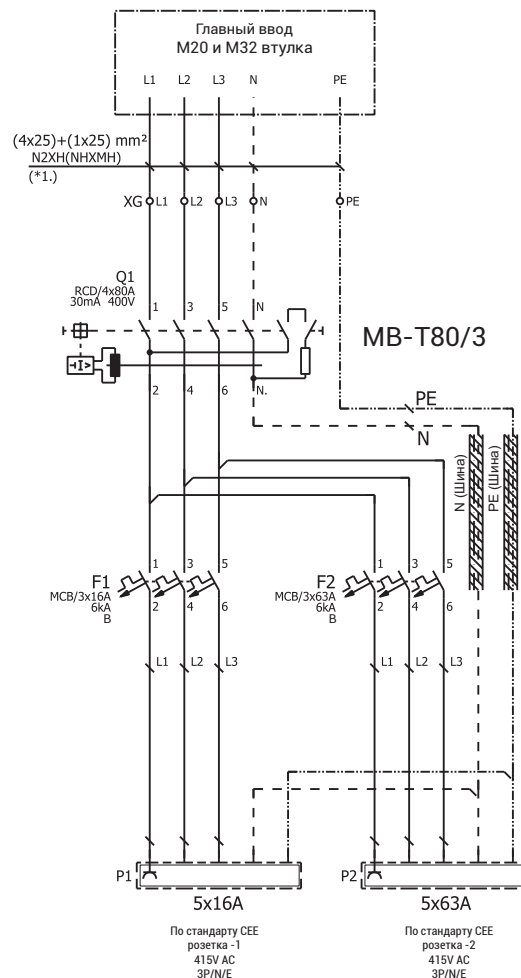 Главный ввод
M20 и M32 втулка
L1 L2 L3 N PE
(4x25)+(1x25) mm²
N2XH(NHXMH)
(*1.)
XG L1 L2 L3 N PE
Q1
RCD/4x80A
30mA 400V
1 3 5 N
MB-T80/3
-I>
2 4 6 N.
PE
N
N (Шина)
PE (Шина)
F1
MCB/3x16A
6kA
B
1 3 5
2 4 6
F2
MCB/3x63A
6kA
B
1 3 5
2 4 6
L1 L2 L3
L1 L2 L3
P1
P2
5x16A
По стандарту CEE
розетка -1
415V AC
3P/N/E
5x63A
По стандарту CEE
розетка -2
415V AC
3P/N/E